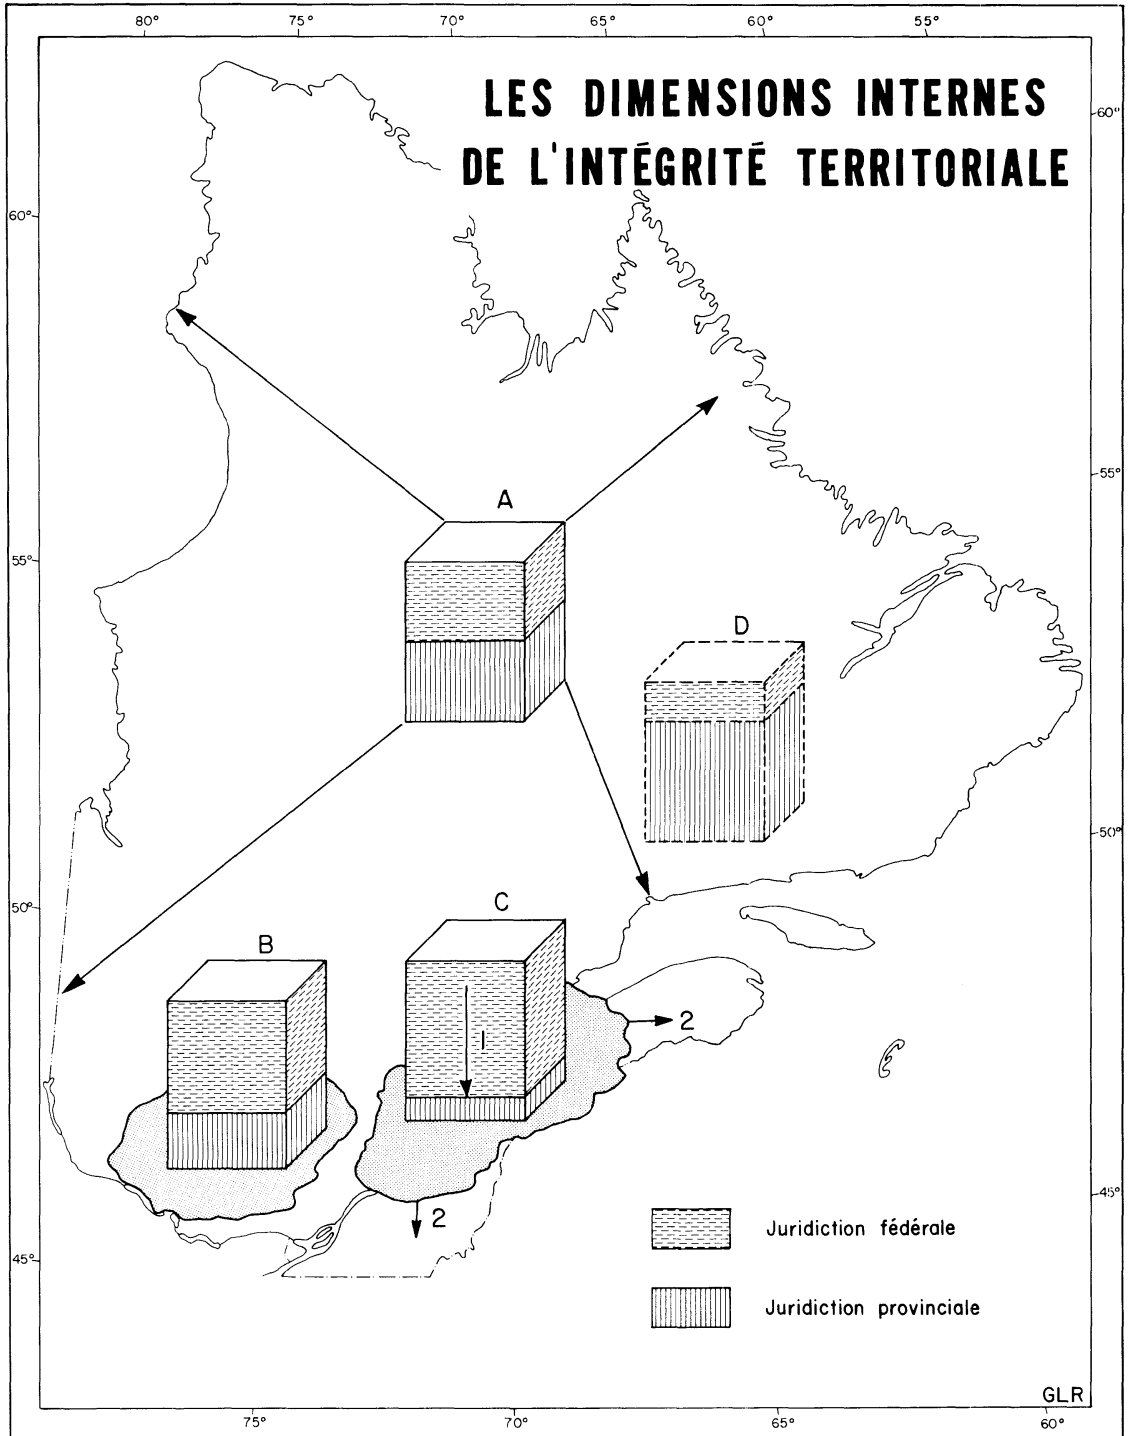 80° 75° 70° 65° 60° 55°
LES DIMENSIONS INTERNES
60°
DE L'INTÉGRITÉ TERRITORIALE
60°
55°
A
55°
D
50°
50°
C
B
1
2
45°
2
Juridiction fédérale
45°
Juridiction provinciale
GLR
75° 70° 65° 60°